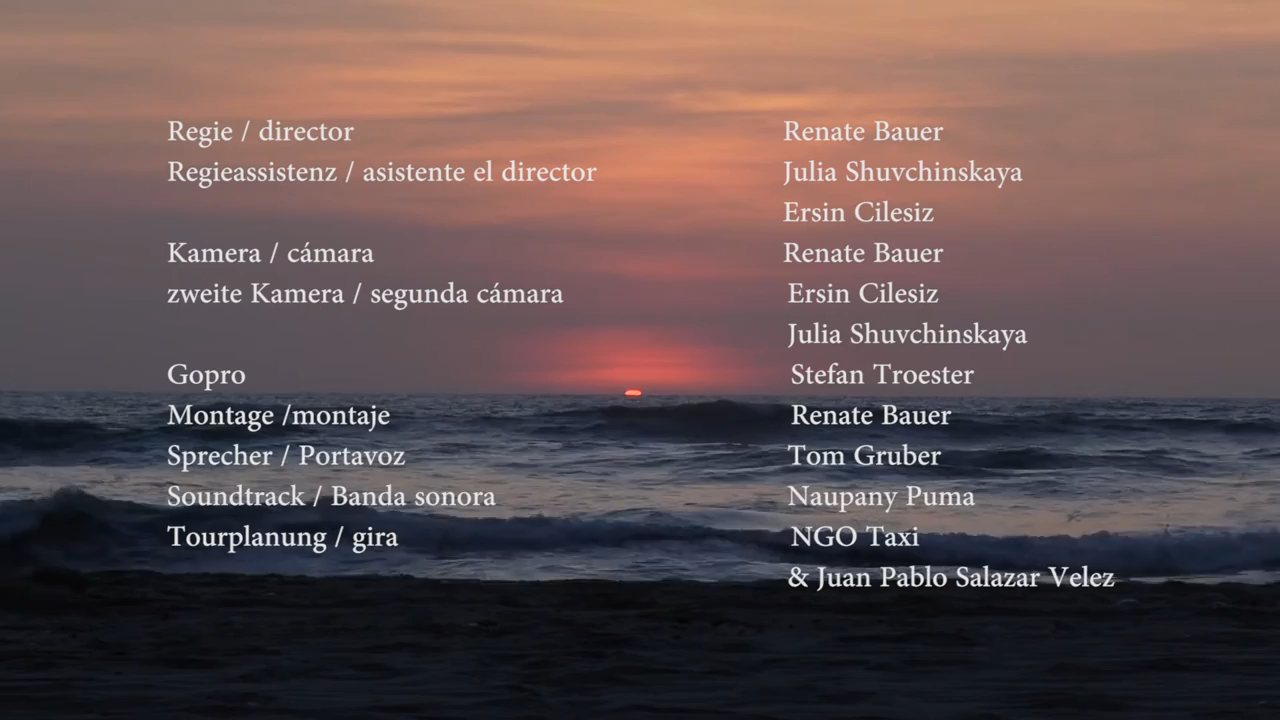 Regie / director Renate Bauer
Regieassistenz / asistente el director Julia Shuvchinskaya
Ersin Cilesiz
Kamera / cámara Renate Bauer
zweite Kamera / segunda cámara Ersin Cilesiz
Julia Shuvchinskaya
Gopro Stefan Troester
Montage /montaje Renate Bauer
Sprecher / Portavoz Tom Gruber
Soundtrack / Banda sonora Naupany Puma
Tourplanung / gira NGO Taxi
& Juan Pablo Salazar Velez